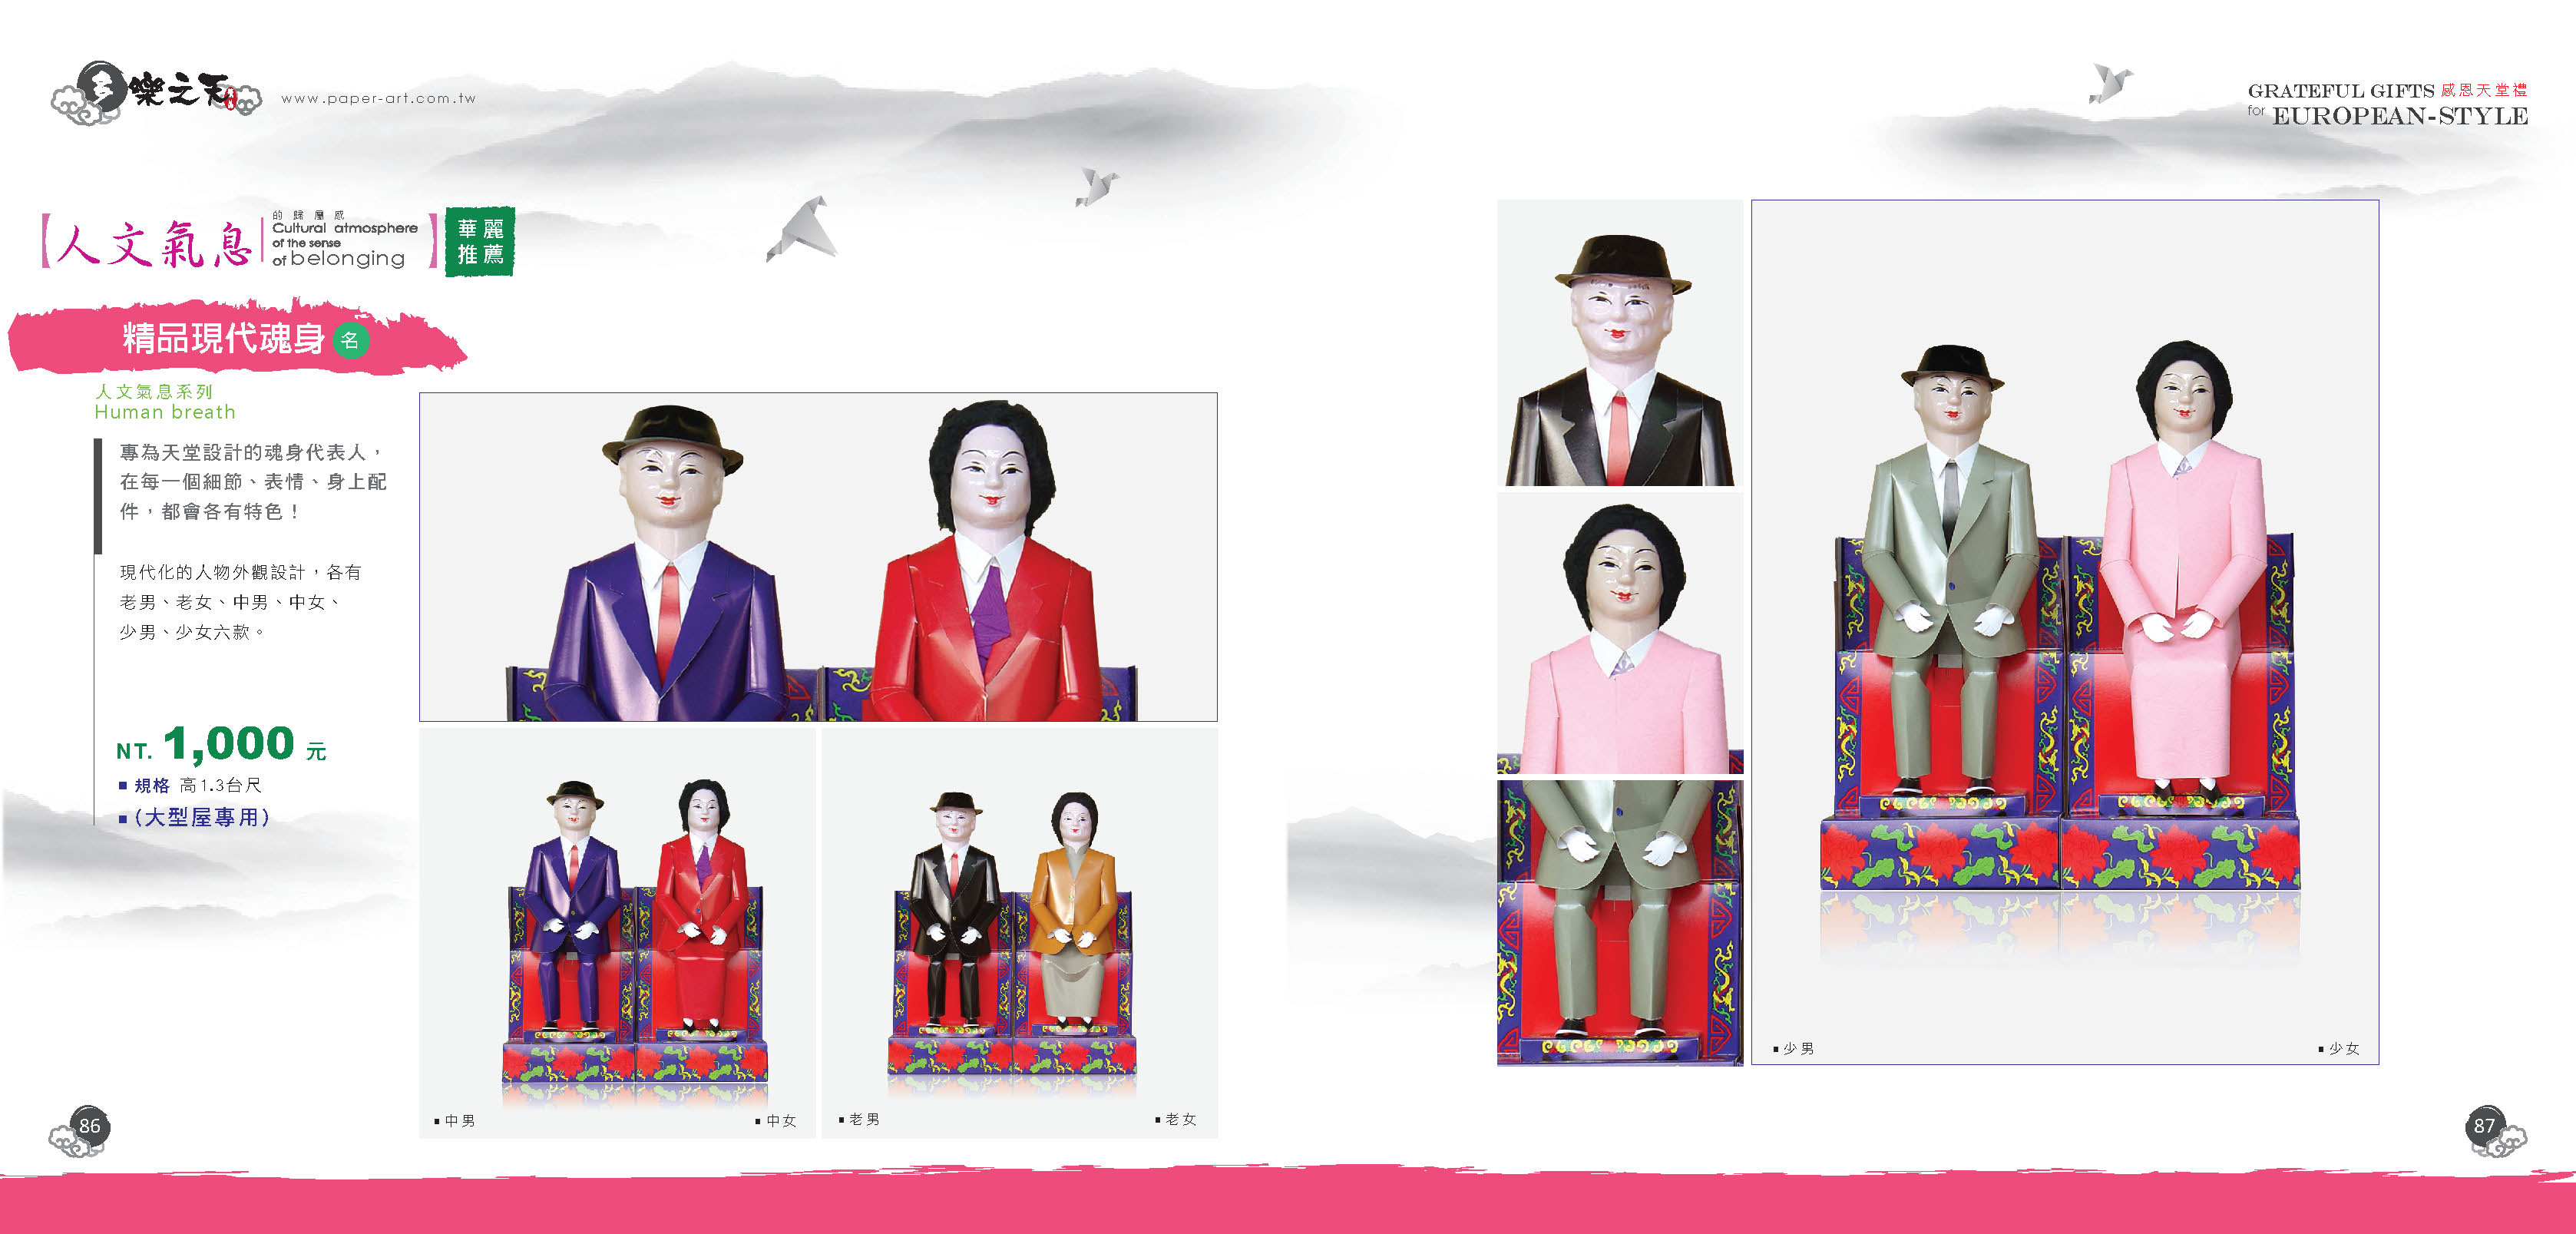 樂之天
www.paper-art.com.tw
GRATEFUL GIFTS 感恩天堂禮
for EUROPEAN-STYLE
【人文氣息
的歸屬感
Cultural atmosphere
of the sense
of belonging】
華麗
推薦
精品現代魂身 名
人文氣息系列
Human breath
專為天堂設計的魂身代表人，
在每一個細節、表情、身上配
件，都會各有特色！
現代化的人物外觀設計，各有
老男、老女、中男、中女、
少男、少女六款。
NT. 1,000 元
■ 規格 高1.3台尺
■ (大型屋專用)
■ 中男
■ 中女
■ 老男
■ 老女
■ 少男
■ 少女
86
87